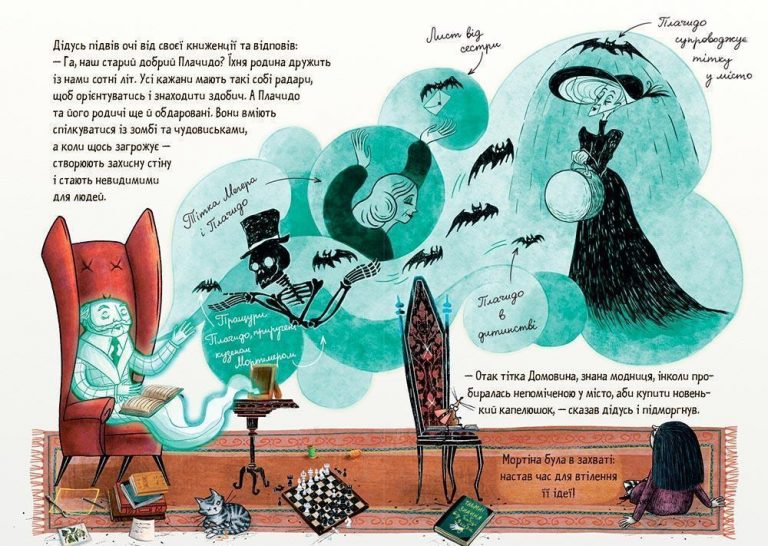 Дідусь підвів очі від своєї книженції та відповів:
— Га, наш старий добрий Плачидо? Їхня родина дружить
із нами сотні літ. Усі кажани мають такі собі радари,
щоб орієнтуватись і знаходити здобич. А Плачидо
та його родичі ще й обдаровані. Вони вміють
спілкуватися із зомбі та чудовиськами,
а коли щось загрожує —
створюють захисну стіну
і стають невидимими
для людей.
Лист від
сестри
Плачидо
супроводжує
тітку
у місто
Тітка Мегера
і Плачидо
Пращури
Плачидо, приручені
кузеном
Мортимером
Плачидо
в
дитинстві
— Отак тітка Домовина, знана модниця, інколи про-
биралась непоміченою у місто, аби купити новень-
кий капелюшок, — сказав дідусь і підморгнув.
Мортіна була в захваті:
настав час для втілення
її ідеї!